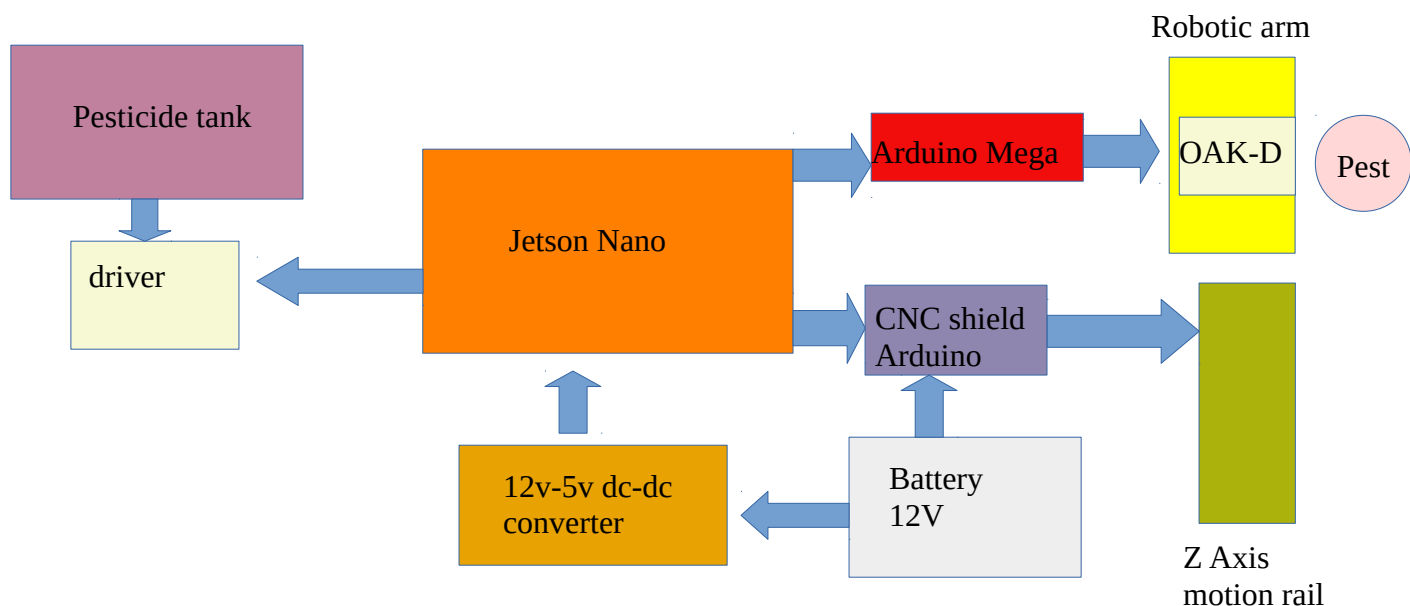 Robotic arm
Pesticide tank
Arduino Mega
OAK-D
Pest
Jetson Nano
driver
CNC shield
Arduino
12v-5v dc-dc
converter
Battery
12V
Z Axis
motion rail